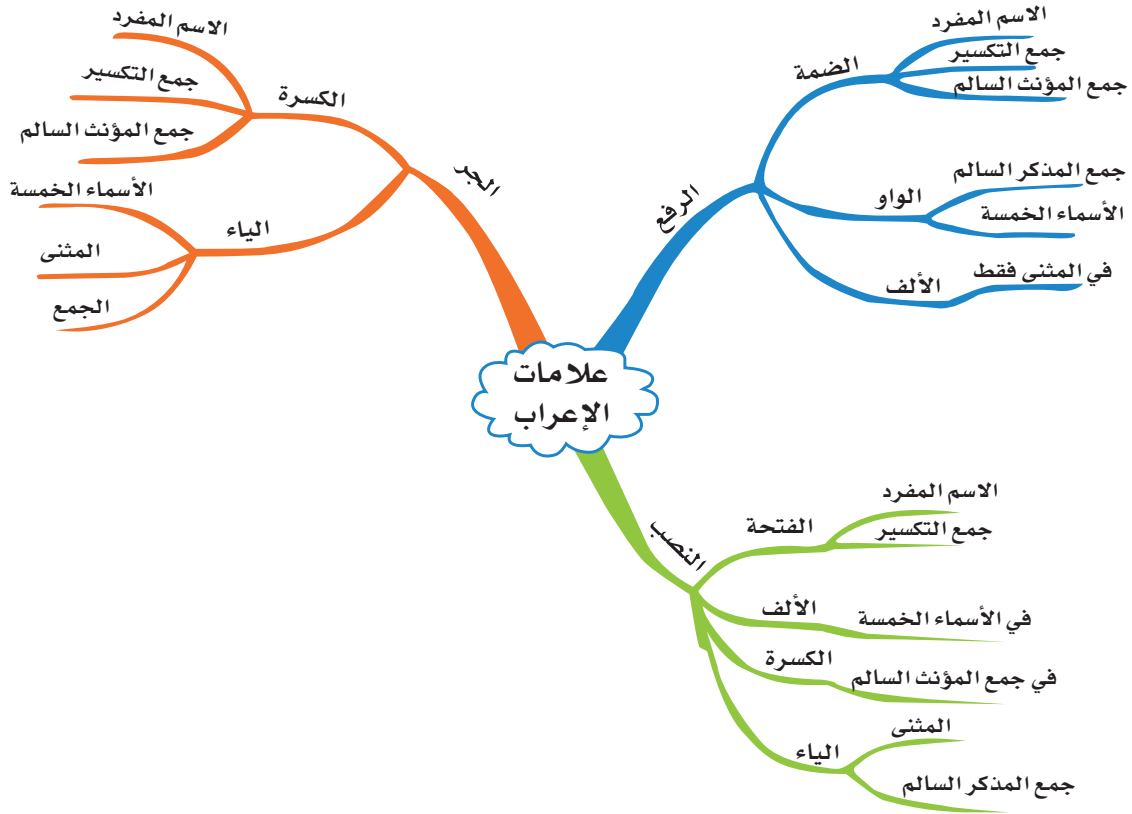 علامات
الإعراب
الرفع
الضمة
الاسم المفرد
جمع التكسير
جمع المؤنث السالم
الواو
جمع المذكر السالم
الأسماء الخمسة
الألف
في المثنى فقط
النصب
الفتحة
الاسم المفرد
جمع التكسير
الألف
في الأسماء الخمسة
الكسرة
في جمع المؤنث السالم
الياء
المثنى
جمع المذكر السالم
الجر
الكسرة
الاسم المفرد
جمع التكسير
جمع المؤنث السالم
الياء
الأسماء الخمسة
المثنى
الجمع